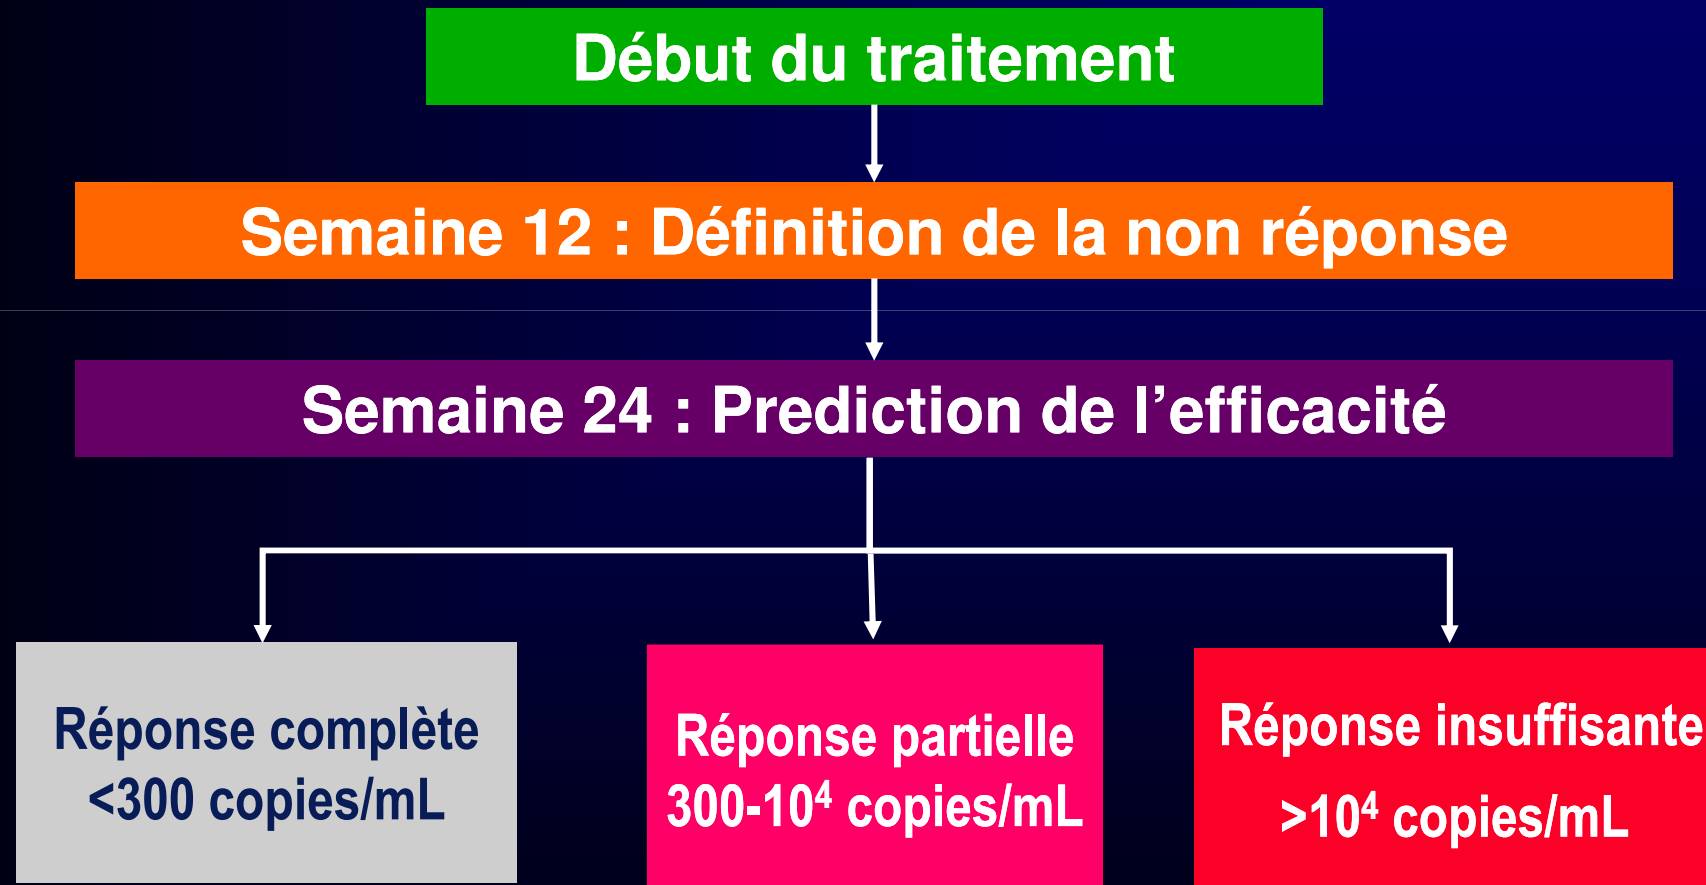 Début du traitement
Semaine 12 : Définition de la non réponse
Semaine 24 : Prediction de l’efficacité
Réponse complète
<300 copies/mL
Réponse partielle
300-10⁴ copies/mL
Réponse insuffisante
>10⁴ copies/mL